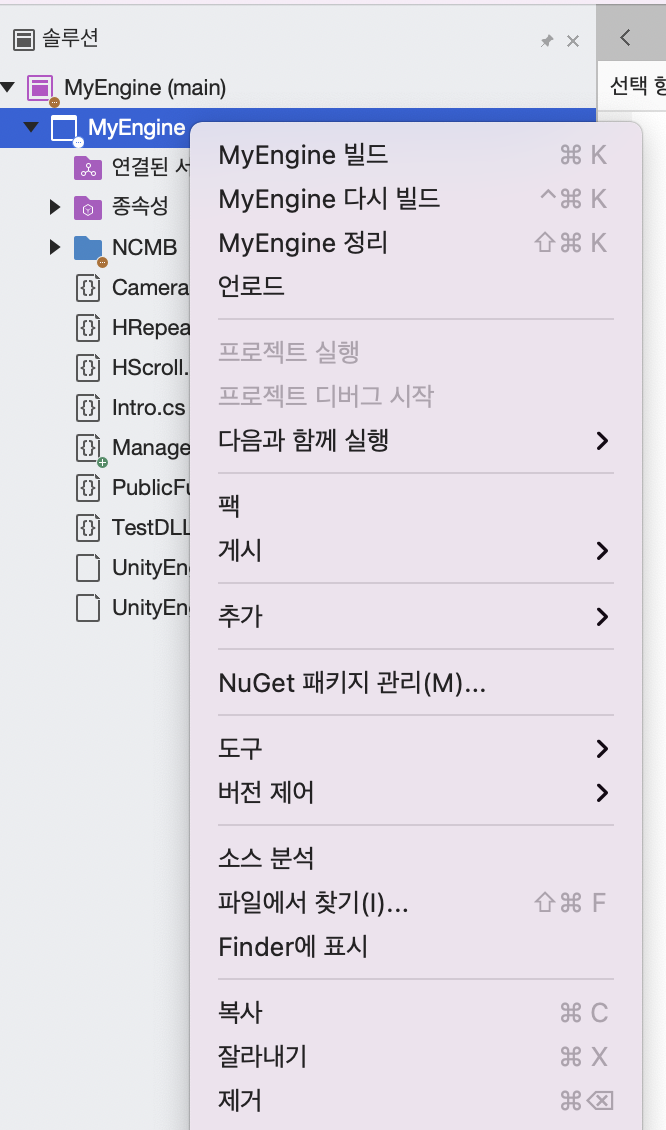 솔루션
선택 항
MyEngine (main)
MyEngine
연결된 서
종속성
NCMB
Camera
HRepea
HScroll.
Intro.cs
Manage
PublicFu
TestDLL
UnityEng
UnityEng
MyEngine 빌드 ⌘ K
MyEngine 다시 빌드 ^⌘ K
MyEngine 정리 ⇧⌘ K
언로드
프로젝트 실행
프로젝트 디버그 시작
다음과 함께 실행
팩
게시
추가
NuGet 패키지 관리(M)...
도구
버전 제어
소스 분석
파일에서 찾기(I)... ⇧⌘ F
Finder에 표시
복사 ⌘ C
잘라내기 ⌘ X
제거 ⌘⌫